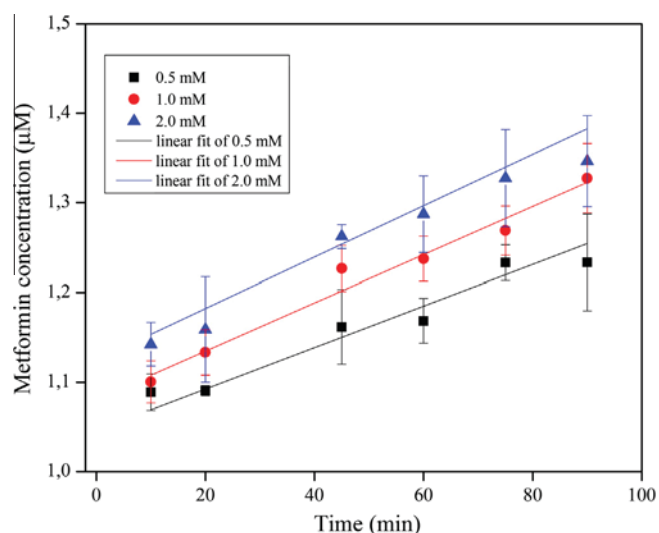 1,5
1,4
1,3
1,2
1,1
1,0
Metformin concentration (µM)
0.5 mM
1.0 mM
2.0 mM
linear fit of 0.5 mM
linear fit of 1.0 mM
linear fit of 2.0 mM
0
20
40
60
80
100
Time (min)